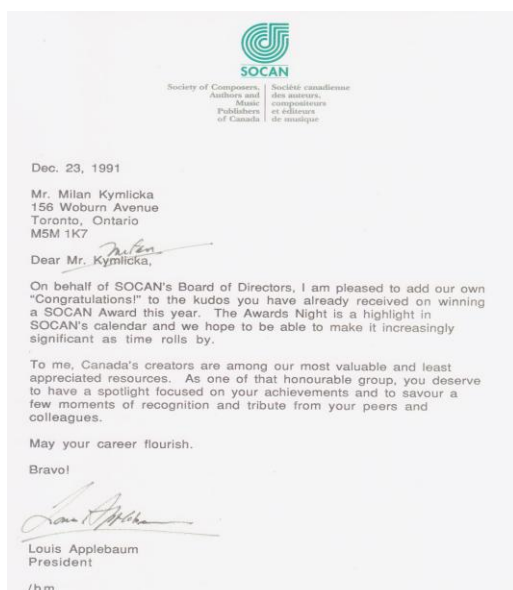 SOCAN
Society of Composers, Authors and Music Publishers of Canada
Société canadienne des auteurs, compositeurs et éditeurs de musique
Dec. 23, 1991
Mr. Milan Kymlicka
156 Woburn Avenue
Toronto, Ontario
M5M 1K7
Milan
Dear Mr. Kymlicka,
On behalf of SOCAN's Board of Directors, I am pleased to add our own
"Congratulations!" to the kudos you have already received on winning
a SOCAN Award this year. The Awards Night is a highlight in
SOCAN's calendar and we hope to be able to make it increasingly
significant as time rolls by.
To me, Canada's creators are among our most valuable and least
appreciated resources. As one of that honourable group, you deserve
to have a spotlight focused on your achievements and to savour a
few moments of recognition and tribute from your peers and
colleagues.
May your career flourish.
Bravo!
Louis Applebaum
Louis Applebaum
President
/bm